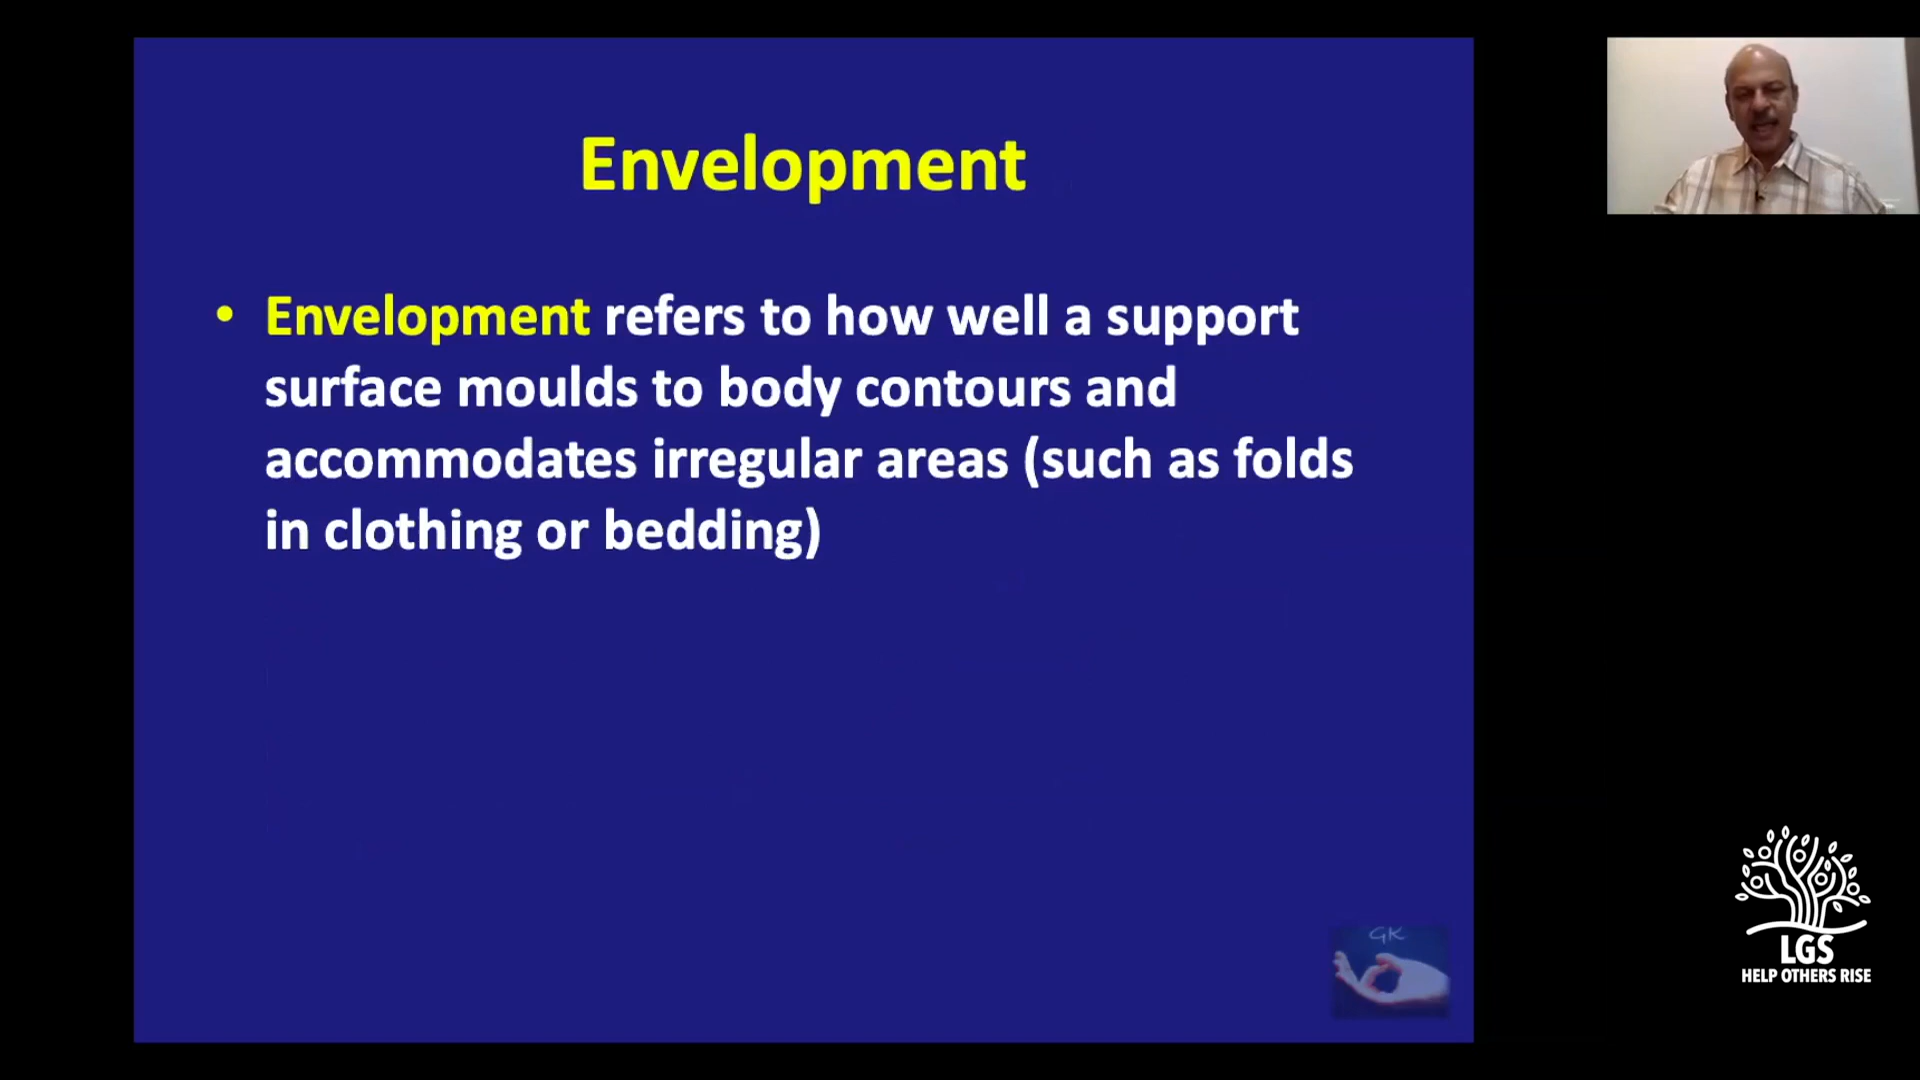 Envelopment
• Envelopment refers to how well a support
surface moulds to body contours and
accommodates irregular areas (such as folds
in clothing or bedding)
GK
LGS
HELP OTHERS RISE